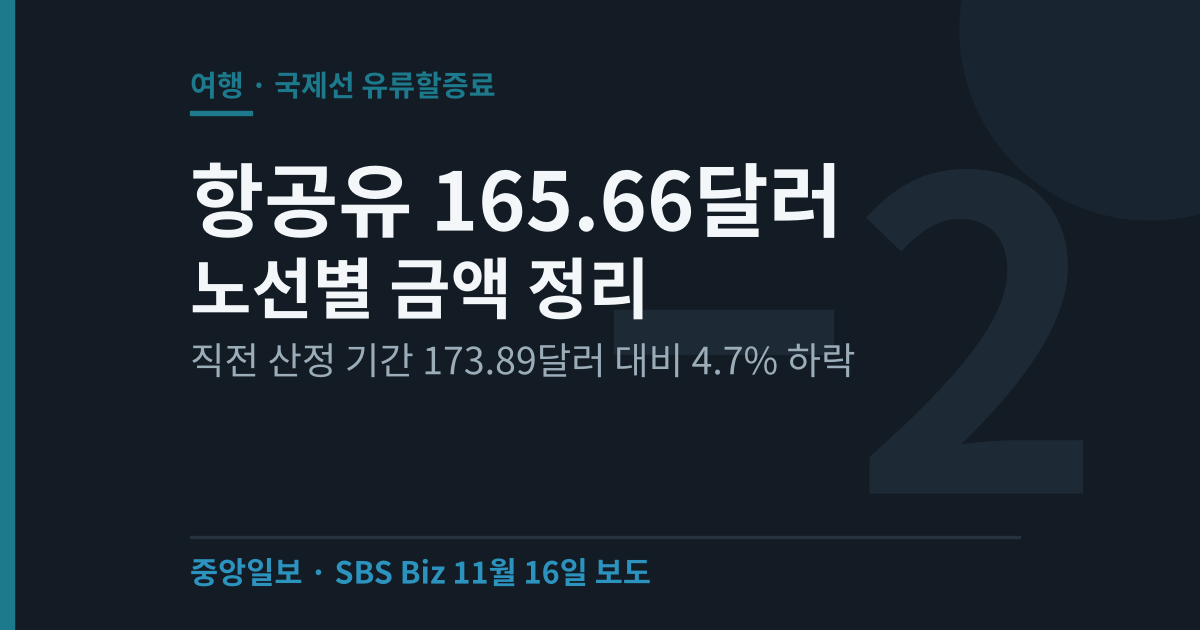 여행 · 국제선 유류할증료
항공유 165.66달러
노선별 금액 정리
직전 산정 기간 173.89달러 대비 4.7% 하락
-2
중앙일보 · SBS Biz 11월 16일 보도